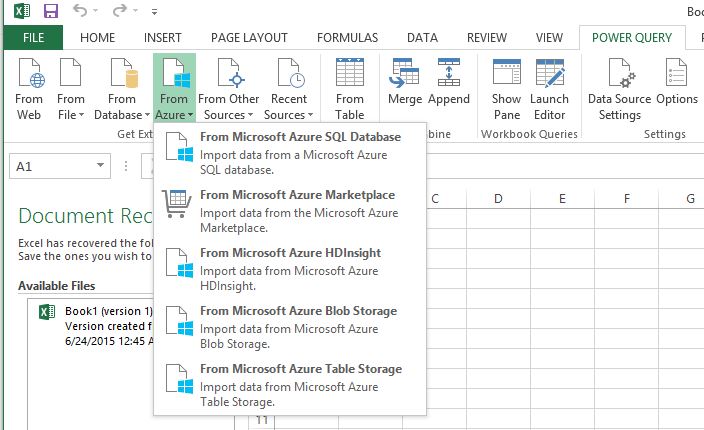 Boo
FILE HOME INSERT PAGE LAYOUT FORMULAS DATA REVIEW VIEW POWER QUERY
From Web
From File
From Database
From Azure
From Other Sources
Recent Sources
From Table
Merge
Append
Show Pane
Launch Editor
Data Source Settings
Options
Get Ext
bine
Workbook Queries
Settings
A1
From Microsoft Azure SQL Database
Import data from a Microsoft Azure
SQL database.
From Microsoft Azure Marketplace
Import data from the Microsoft Azure
Marketplace.
From Microsoft Azure HDInsight
Import data from Microsoft Azure
HDInsight.
From Microsoft Azure Blob Storage
Import data from Microsoft Azure
Blob Storage.
From Microsoft Azure Table Storage
Import data from Microsoft Azure
Table Storage.
C D E F G
Document Rec
Excel has recovered the fol
Save the ones you wish to
Available Files
Book1 (version 1)
Version created f
6/24/2015 12:45 A
11